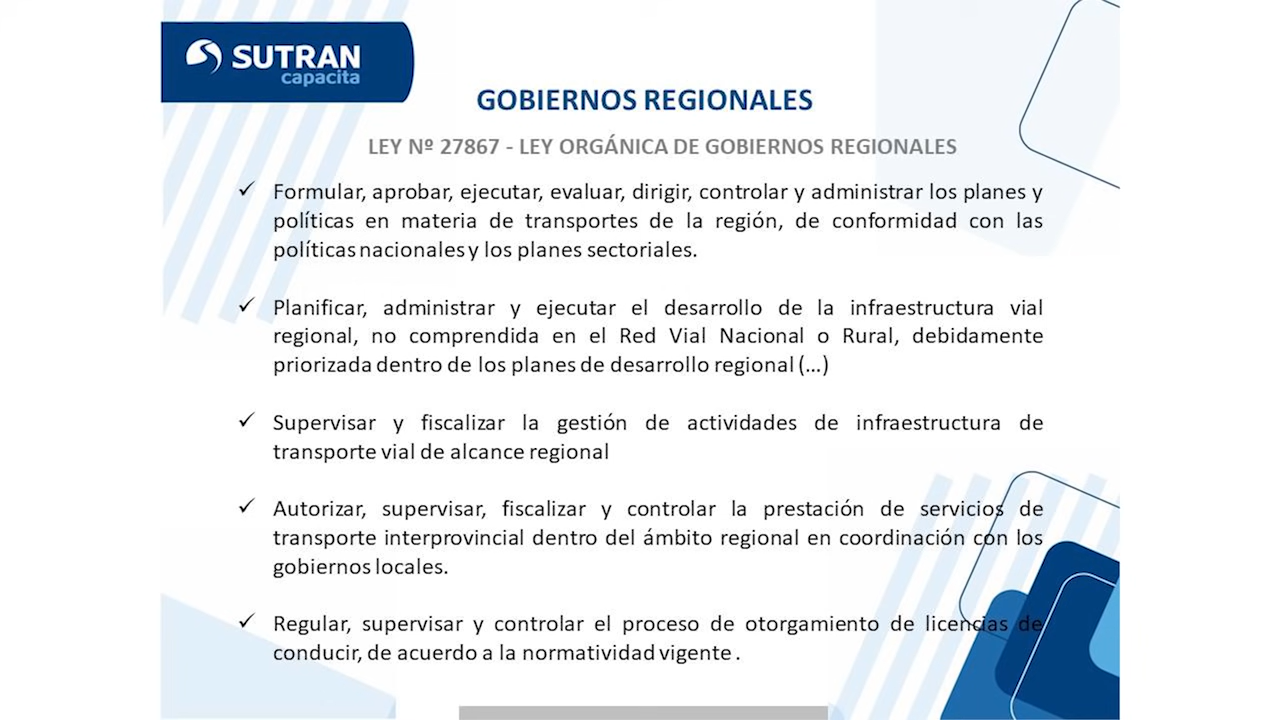 SUTRAN
capacita
GOBIERNOS REGIONALES
LEY Nº 27867 - LEY ORGÁNICA DE GOBIERNOS REGIONALES
✓ Formular, aprobar, ejecutar, evaluar, dirigir, controlar y administrar los planes y
políticas en materia de transportes de la región, de conformidad con las
políticas nacionales y los planes sectoriales.
✓ Planificar, administrar y ejecutar el desarrollo de la infraestructura vial
regional, no comprendida en el Red Vial Nacional o Rural, debidamente
priorizada dentro de los planes de desarrollo regional (...)
✓ Supervisar y fiscalizar la gestión de actividades de infraestructura de
transporte vial de alcance regional
✓ Autorizar, supervisar, fiscalizar y controlar la prestación de servicios de
transporte interprovincial dentro del ámbito regional en coordinación con los
gobiernos locales.
✓ Regular, supervisar y controlar el proceso de otorgamiento de licencias de
conducir, de acuerdo a la normatividad vigente .